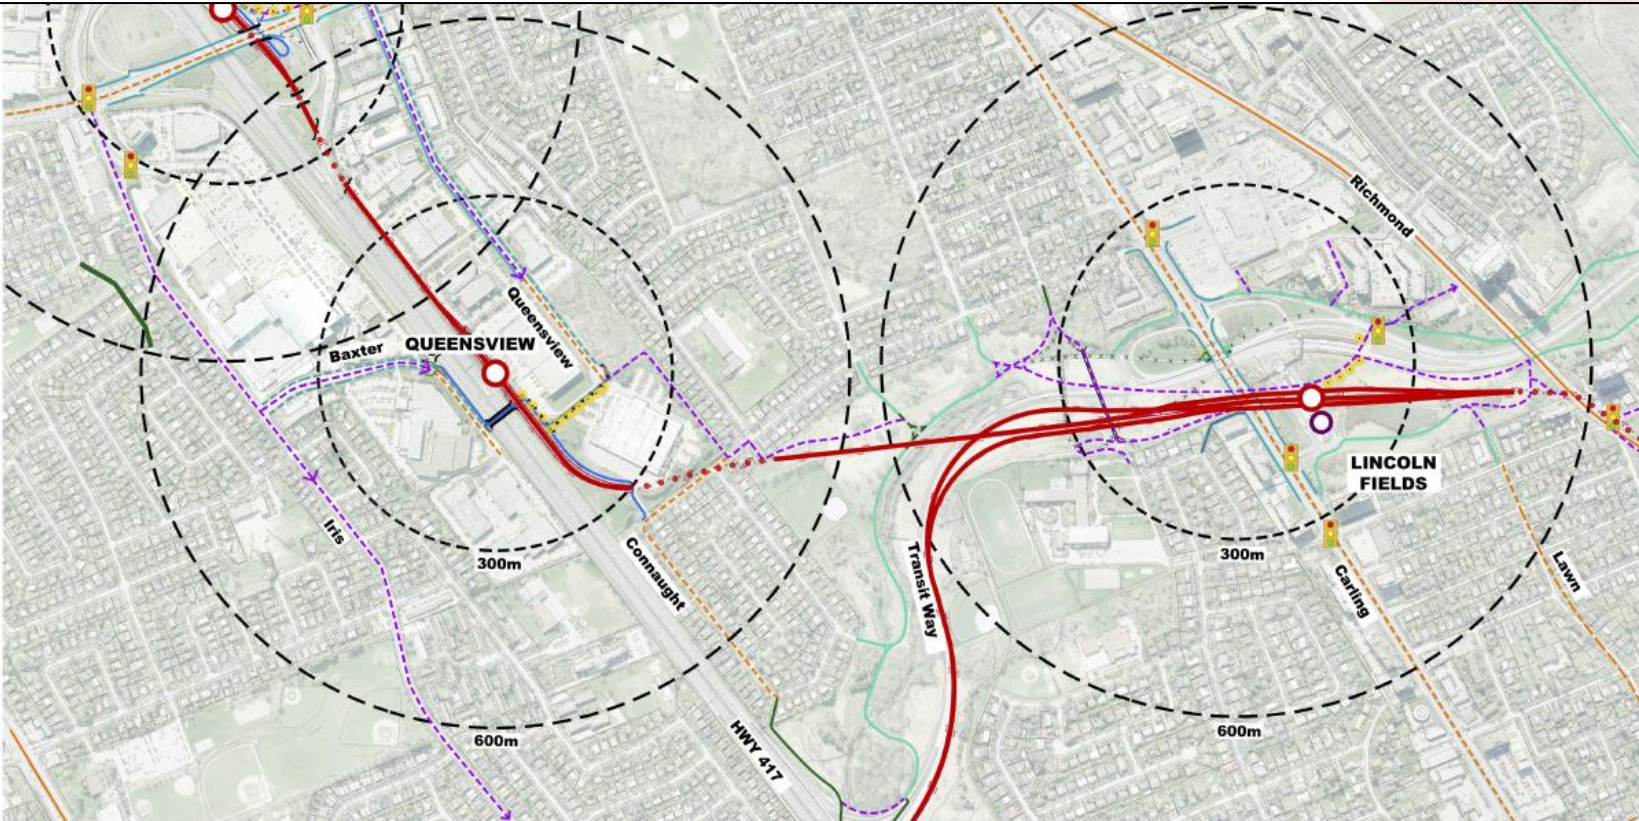 Richmond
Queensview
Baxter
QUEENSVIEW
LINCOLN
FIELDS
Iris
300m
300m
Connaught
Transit Way
Carling
Lawn
600m
600m
HWY 417